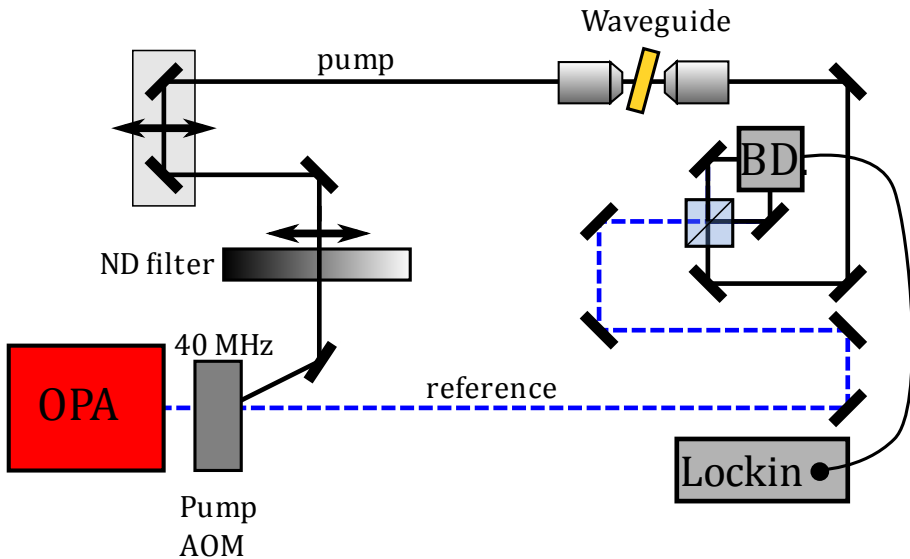 Waveguide
pump
BD
ND filter
40 MHz
OPA
reference
Lockin
Pump
AOM